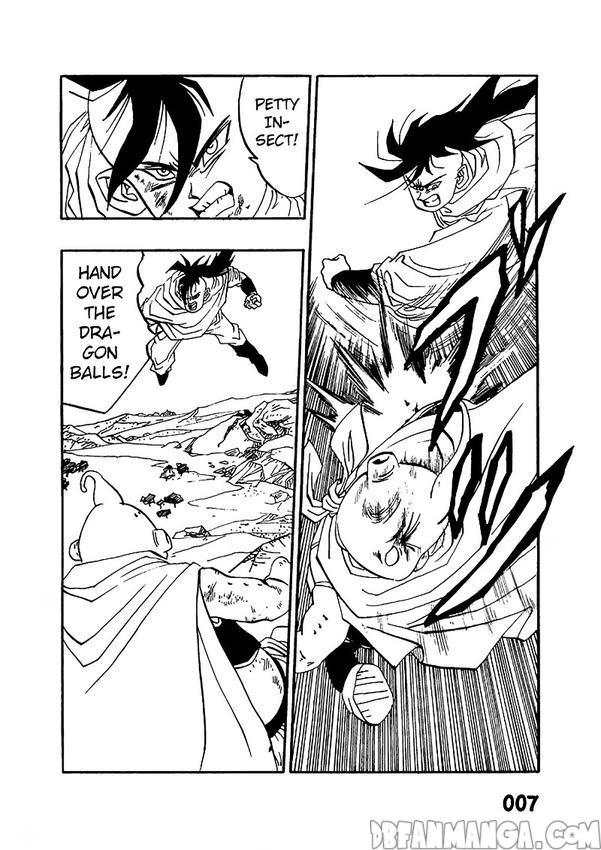 PETTY
IN-
SECT!
HAND
OVER
THE
DRA-
GON
BALLS!
007
DBFANMANGA.COM